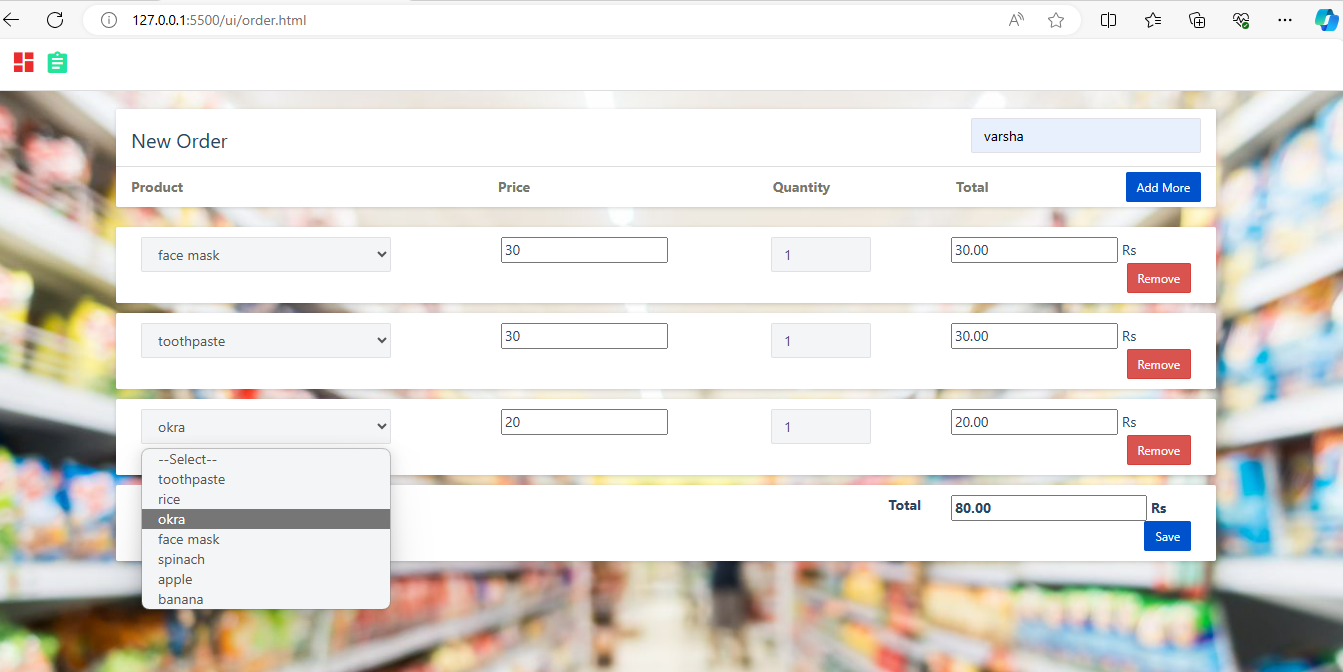 127.0.0.1:5500/ui/order.html
New Order
varsha
Product Price Quantity Total Add More
face mask 30 1 30.00 Rs
Remove
toothpaste 30 1 30.00 Rs
Remove
okra 20 1 20.00 Rs
Remove
--Select--
toothpaste
rice
okra
face mask
spinach
apple
banana
Total 80.00 Rs
Save